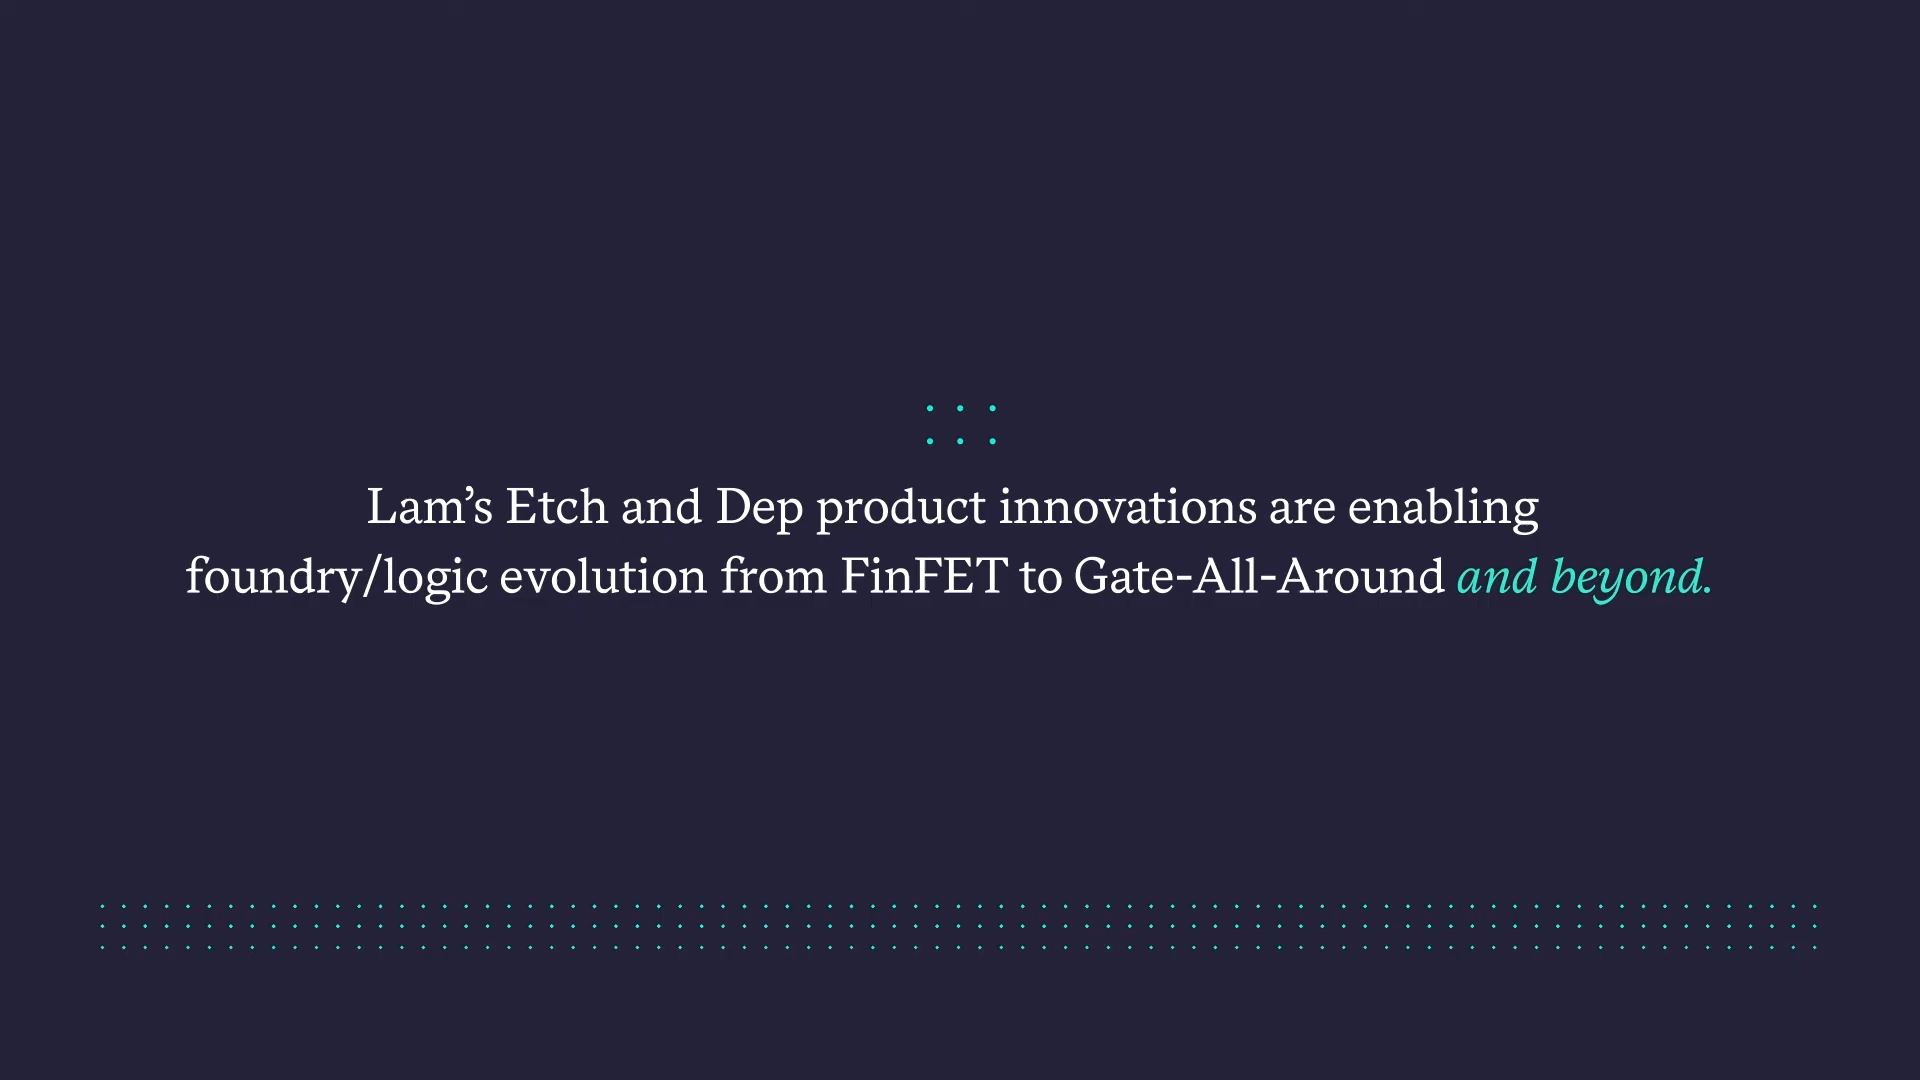 Lam’s Etch and Dep product innovations are enabling
foundry/logic evolution from FinFET to Gate-All-Around and beyond.